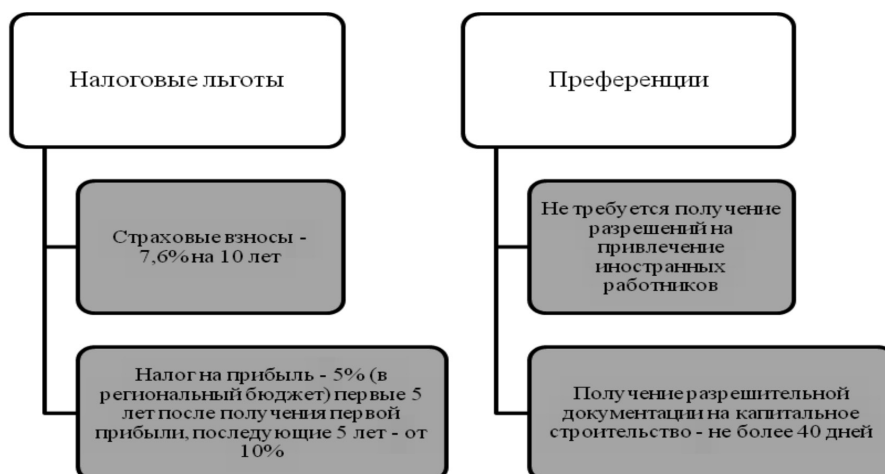 Налоговые льготы
Страховые взносы -
7,6% на 10 лет
Налог на прибыль - 5% (в
региональный бюджет) первые 5
лет после получения первой
прибыли, последующие 5 лет - от
10%
Преференции
Не требуется получение
разрешений на
привлечение
иностранных
работников
Получение разрешительной
документации на капитальное
строительство - не более 40 дней